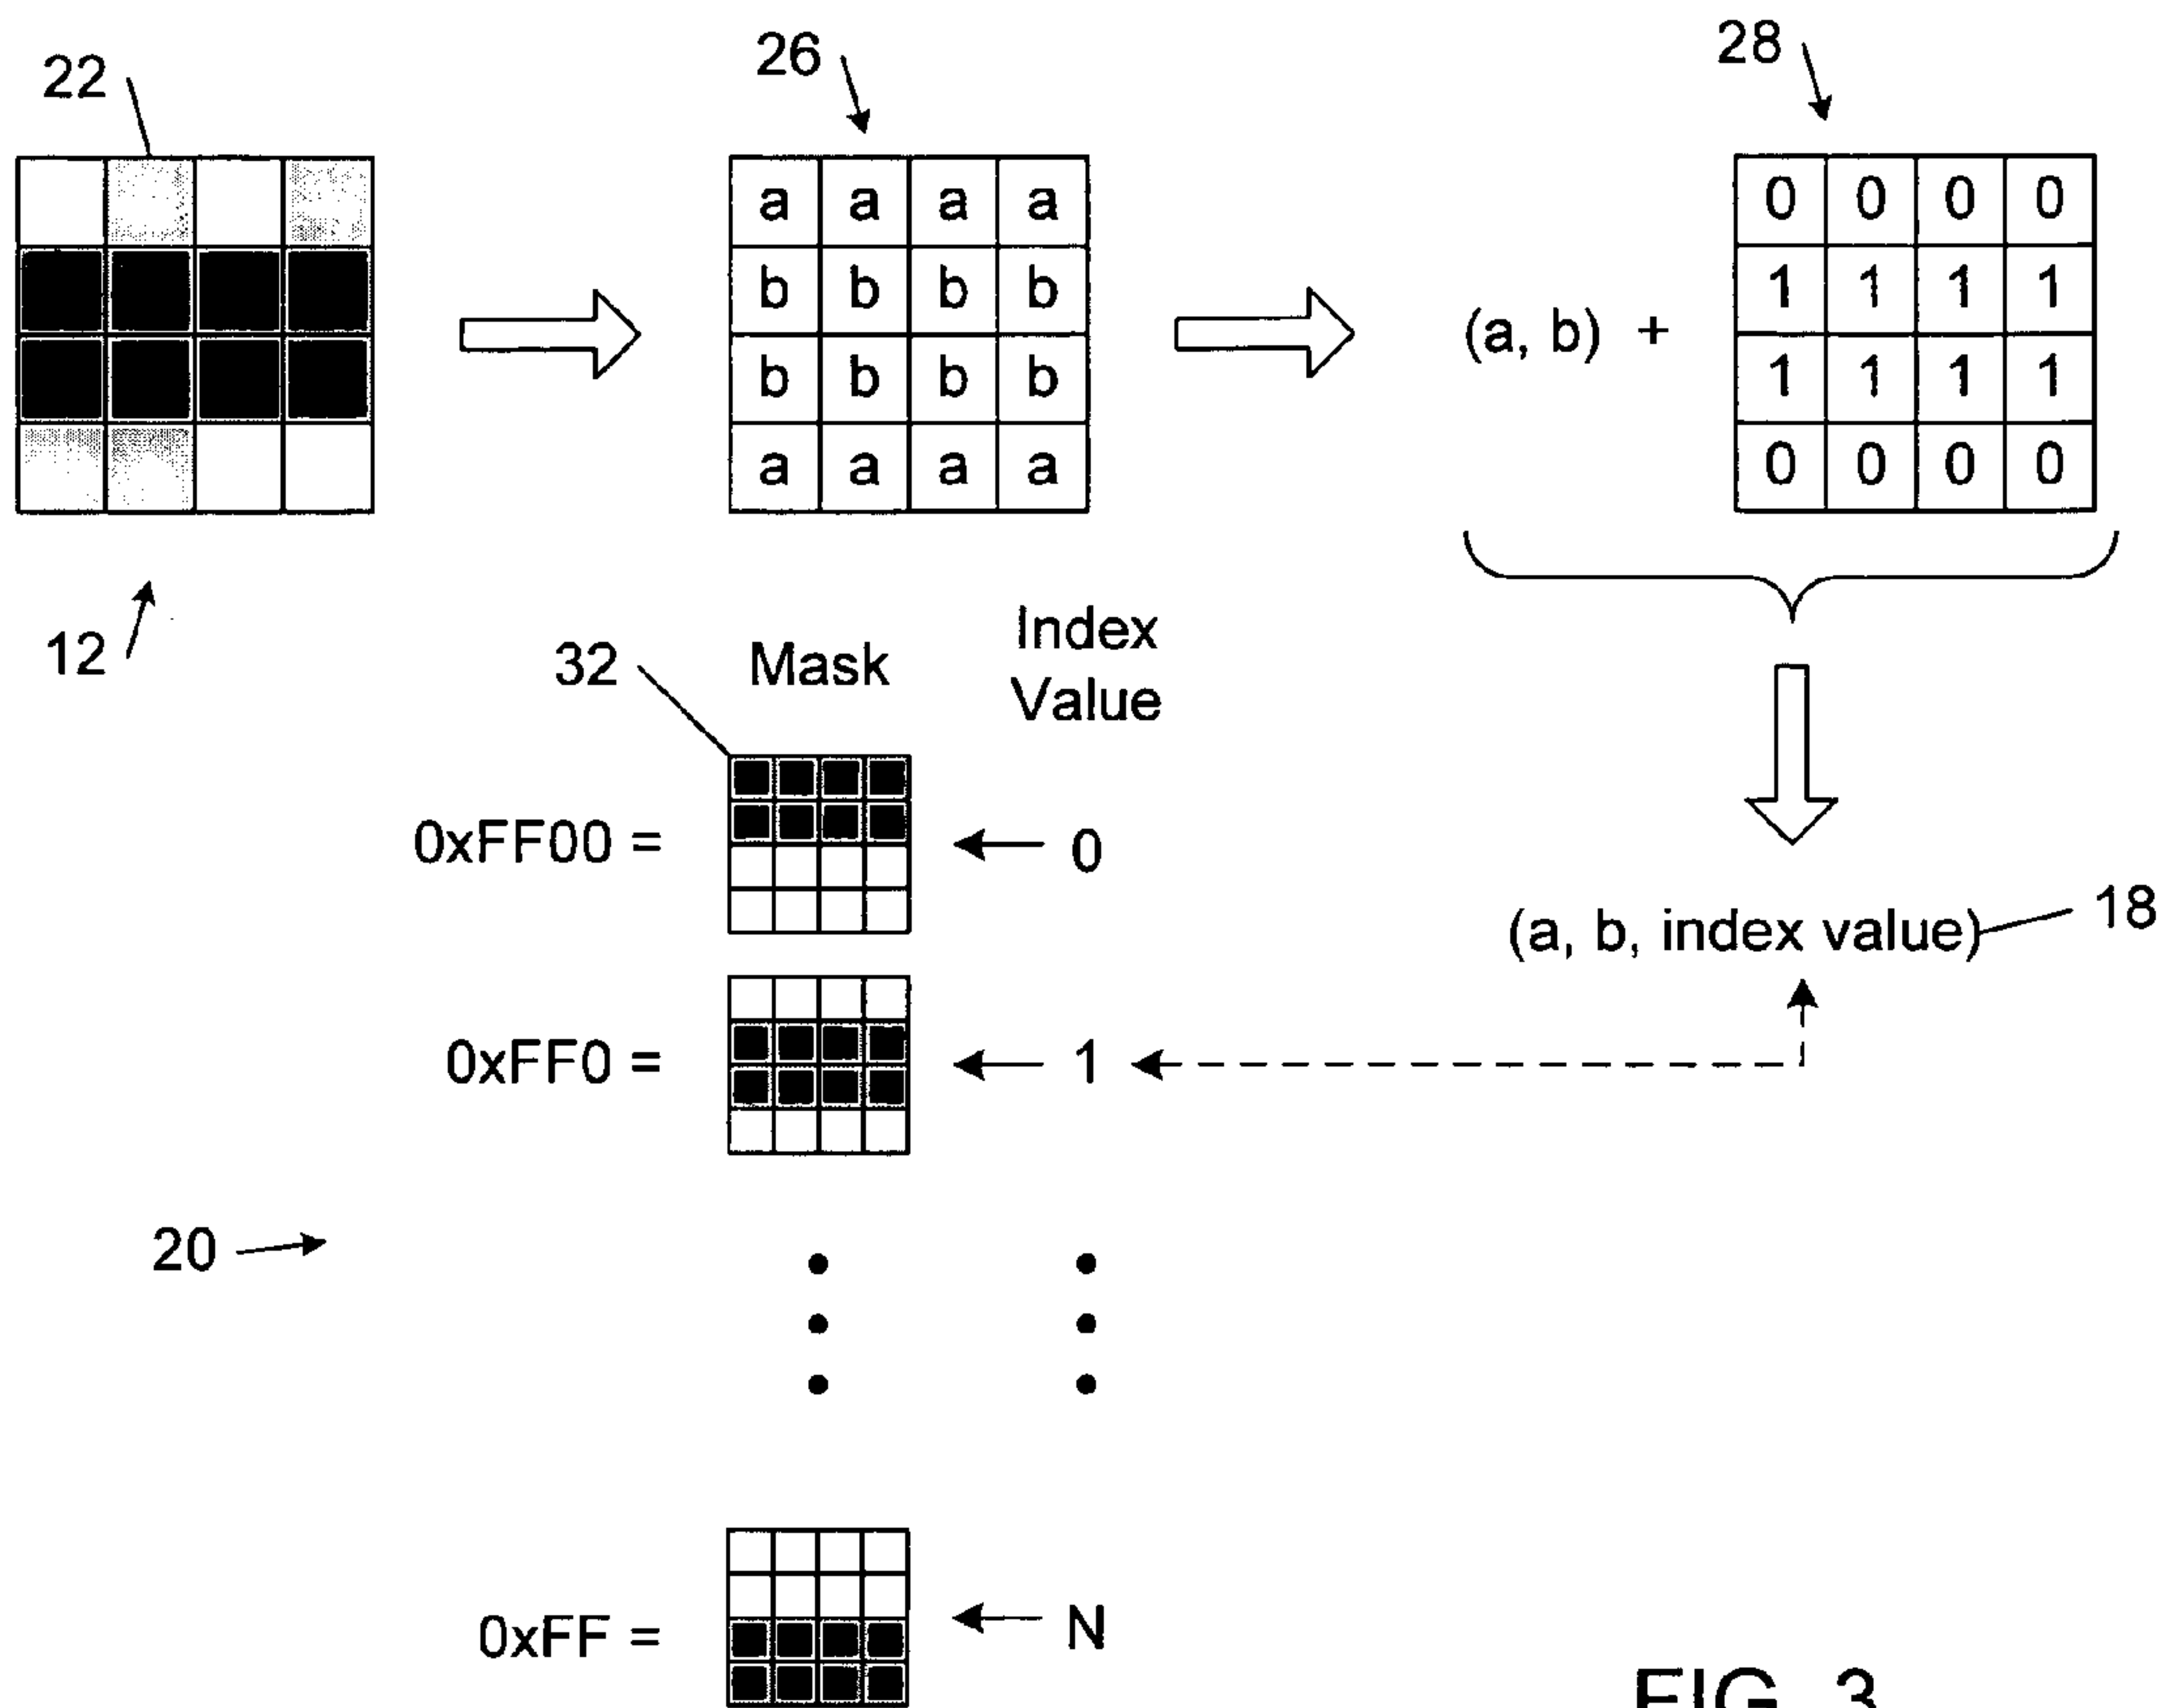 22
26
28
a a a a
b b b b
b b b b
a a a a
(a, b) +
0 0 0 0
1 1 1 1
1 1 1 1
0 0 0 0
12
32
Mask
Index
Value
0xFF00 =
0
(a, b, index value)
18
0xFF0 =
1
20
0xFF =
N
FIG. 3